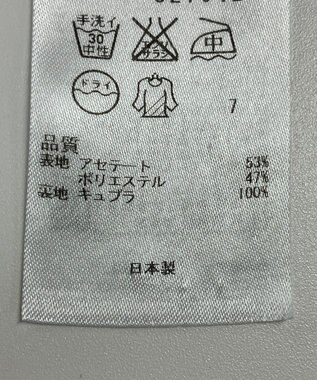 手洗イ
30
中性
エンソ
サラシ
中
ドライ
7
品質
表地 アセテート 53%
ポリエステル 47%
裏地 キュプラ 100%
日本製